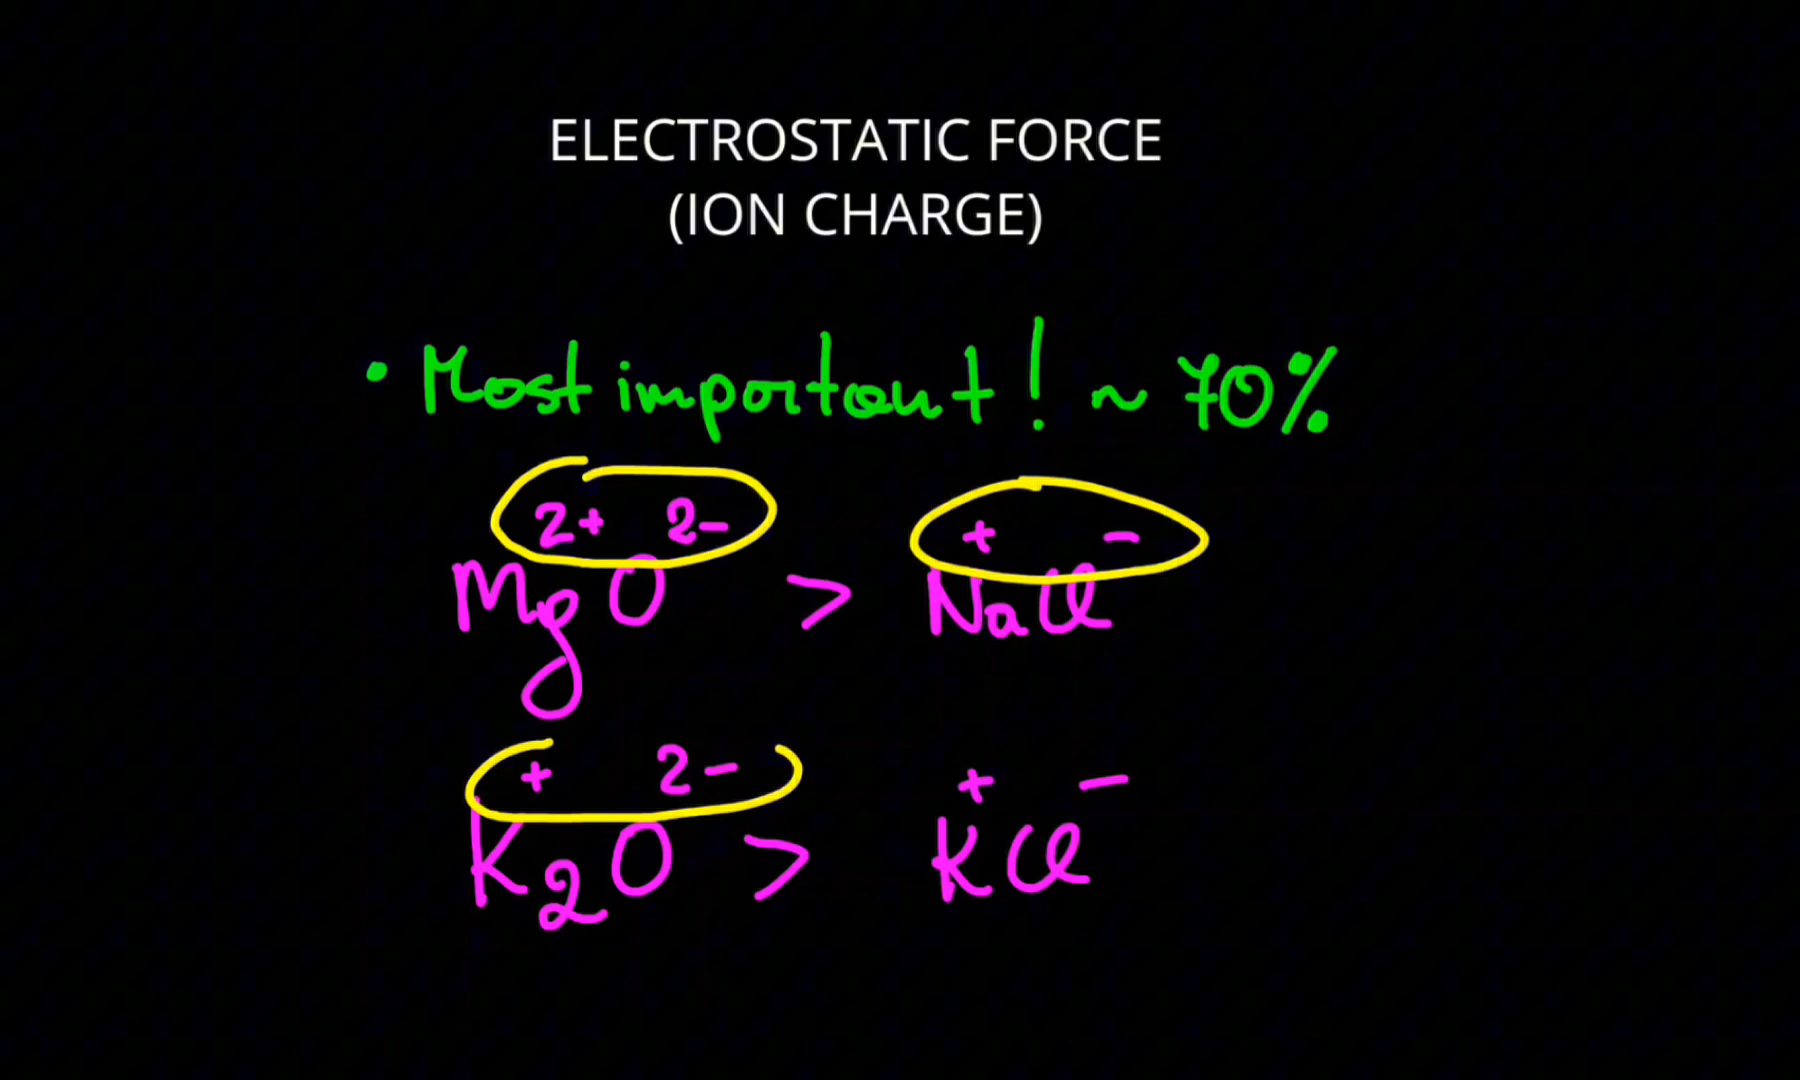 ELECTROSTATIC FORCE
(ION CHARGE)
• Most important! ~ 70%
2+ 2- + -
MgO > NaCl
+ 2- + -
K2O > KCl